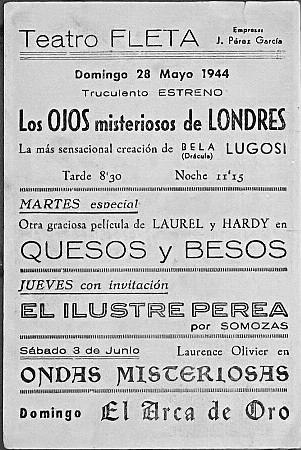 Teatro FLETA
Empresa:
J. Pérez García
Domingo 28 Mayo 1944
Truculento ESTRENO
Los OJOS misteriosos de LONDRES
La más sensacional creación de BELA (Drácula) LUGOSI
Tarde 8'30 Noche 11'15
MARTES especial
Otra graciosa película de LAUREL y HARDY en
QUESOS y BESOS
JUEVES con invitación
EL ILUSTRE PEREA
por SOMOZAS
Sábado 3 de Junio Laurence Olivier en
ONDAS MISTERIOSAS
Domingo El Arca de Oro